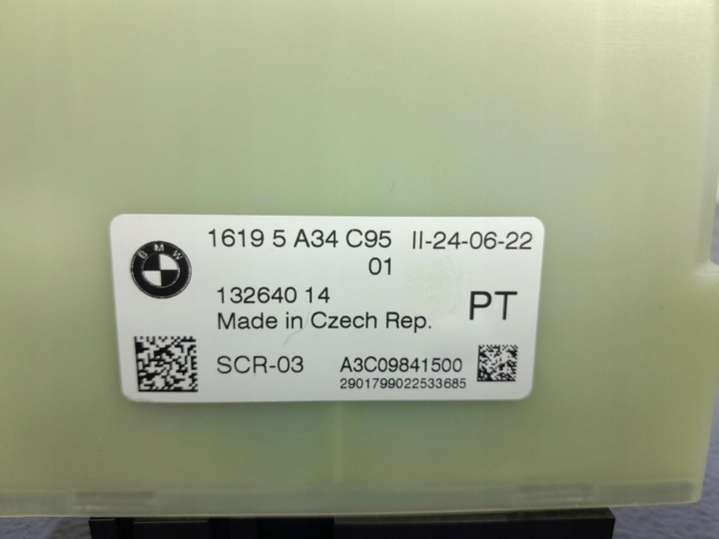 BMW
1619 5 A34 C95 II-24-06-22
01
132640 14
Made in Czech Rep.
PT
SCR-03 A3C09841500
2901799022533685